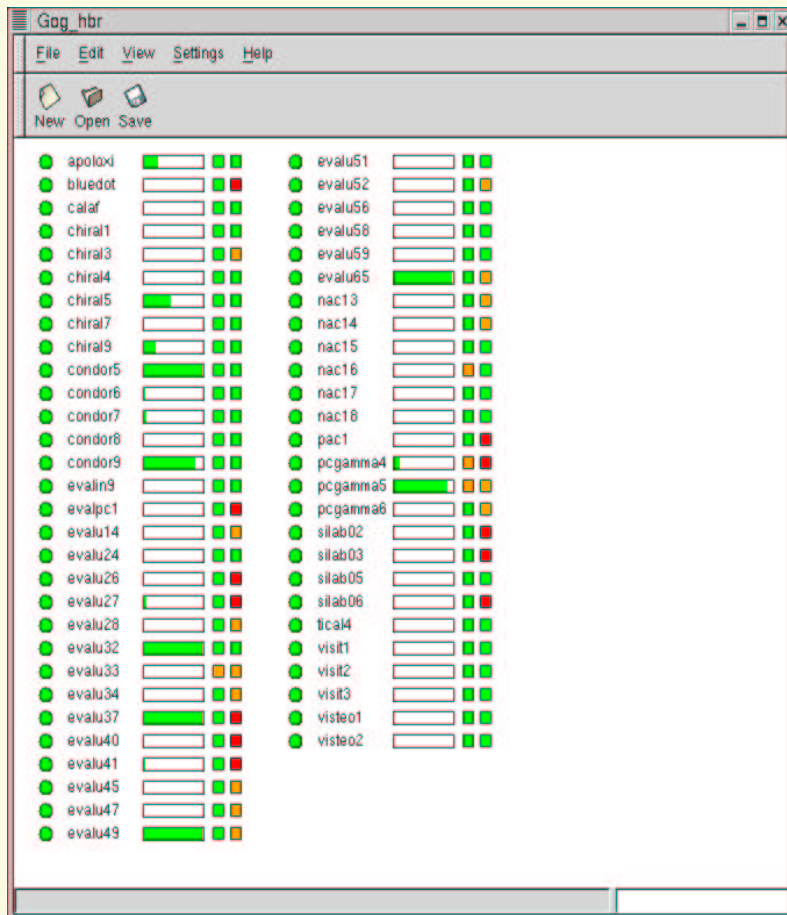 Gog_hbr
File Edit View Settings Help
New Open Save
apoloxi
bluedot
calaf
chiral1
chiral3
chiral4
chiral5
chiral7
chiral9
condor5
condor6
condor7
condor8
condor9
evalin9
evalpc1
evalu14
evalu24
evalu26
evalu27
evalu28
evalu32
evalu33
evalu34
evalu37
evalu40
evalu41
evalu45
evalu47
evalu49
evalu51
evalu52
evalu56
evalu58
evalu59
evalu65
nac13
nac14
nac15
nac16
nac17
nac18
pac1
pcgamma4
pcgamma5
pcgamma6
silab02
silab03
silab05
silab06
tical4
visit1
visit2
visit3
visteo1
visteo2